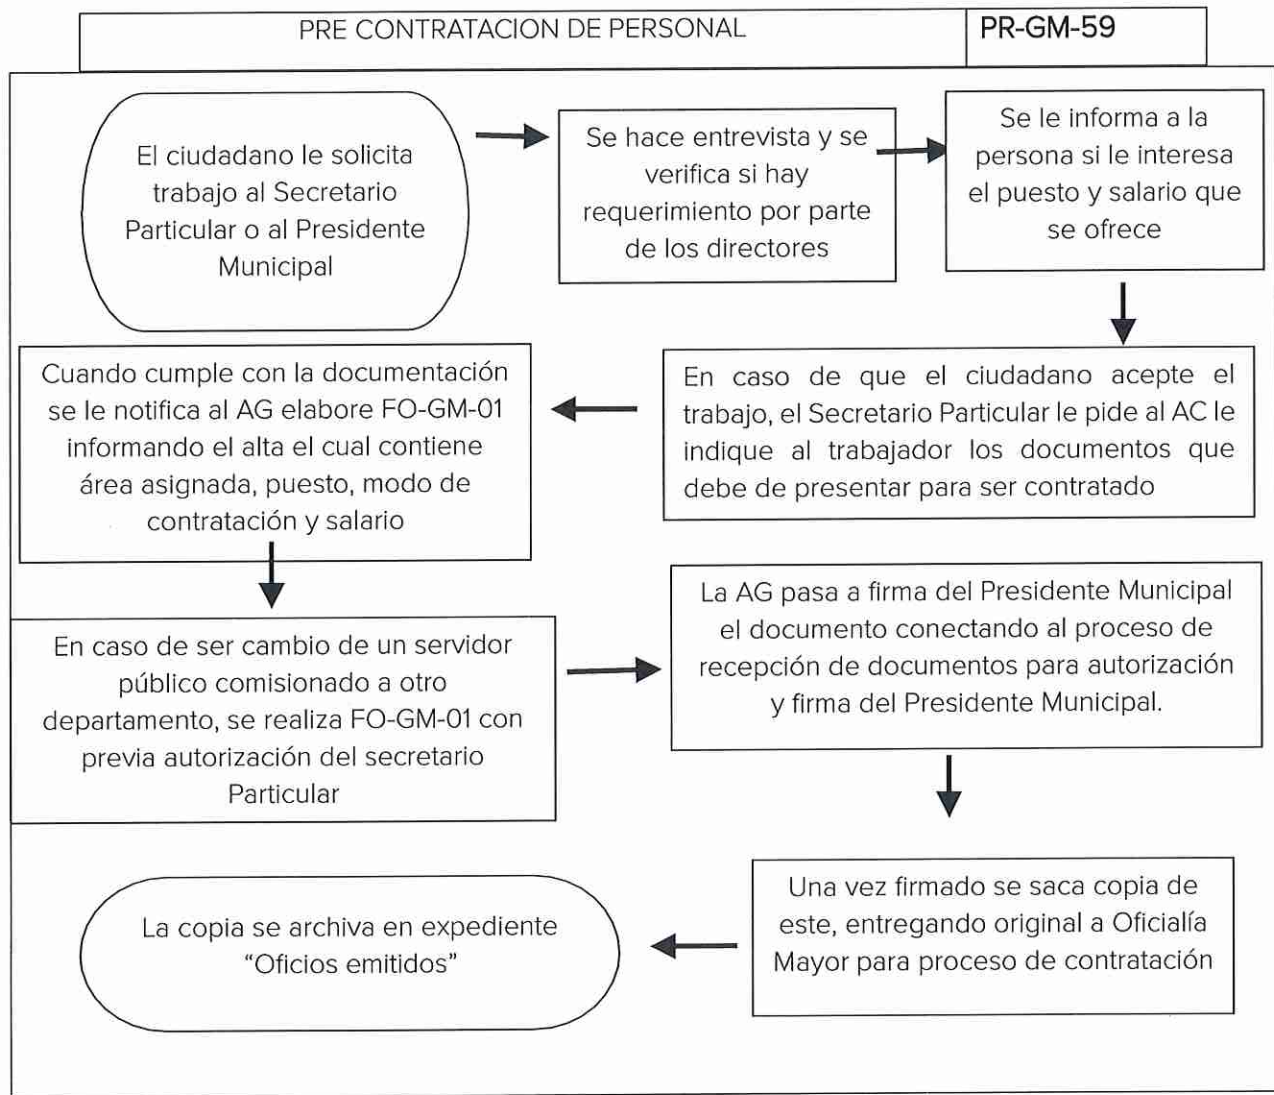 PRE CONTRATACION DE PERSONAL
PR-GM-59
El ciudadano le solicita
trabajo al Secretario
Particular o al Presidente
Municipal
Se hace entrevista y se
verifica si hay
requerimiento por parte
de los directores
Se le informa a la
persona si le interesa
el puesto y salario que
se ofrece
En caso de que el ciudadano acepte el
trabajo, el Secretario Particular le pide al AC le
indique al trabajador los documentos que
debe de presentar para ser contratado
Cuando cumple con la documentación
se le notifica al AG elabore FO-GM-01
informando el alta el cual contiene
área asignada, puesto, modo de
contratación y salario
En caso de ser cambio de un servidor
público comisionado a otro
departamento, se realiza FO-GM-01 con
previa autorización del secretario
Particular
La AG pasa a firma del Presidente Municipal
el documento conectando al proceso de
recepción de documentos para autorización
y firma del Presidente Municipal.
Una vez firmado se saca copia de
este, entregando original a Oficialía
Mayor para proceso de contratación
La copia se archiva en expediente
“Oficios emitidos”